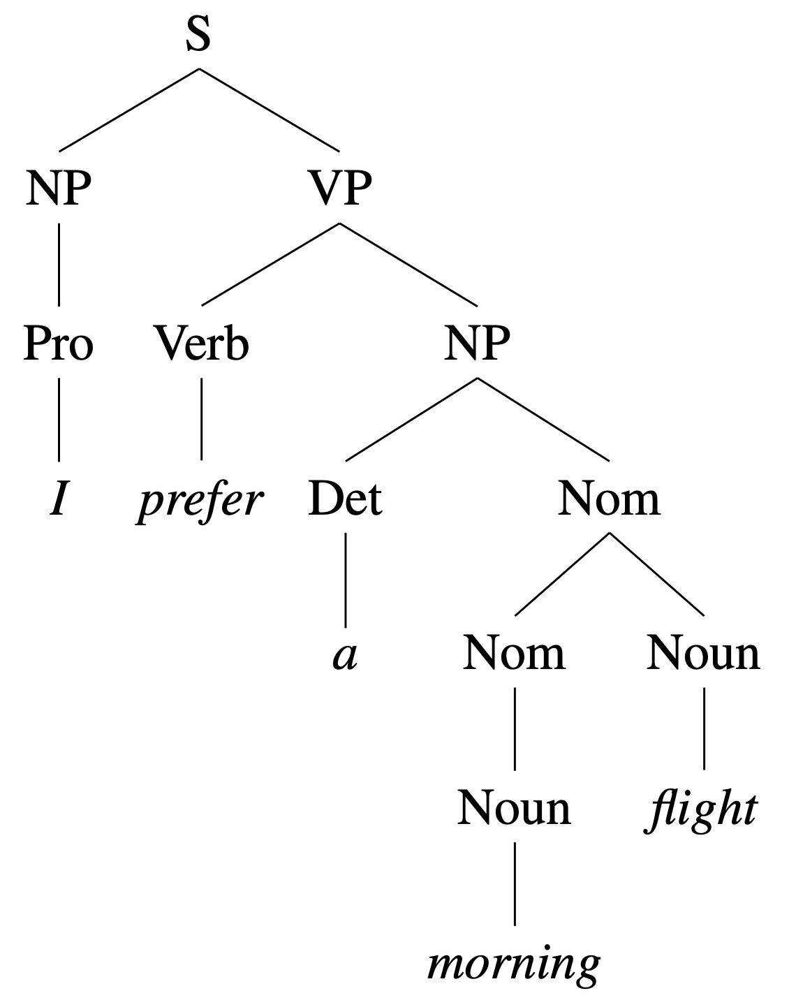 S
NP VP
Pro Verb NP
I prefer Det Nom
a Nom Noun
Noun flight
morning